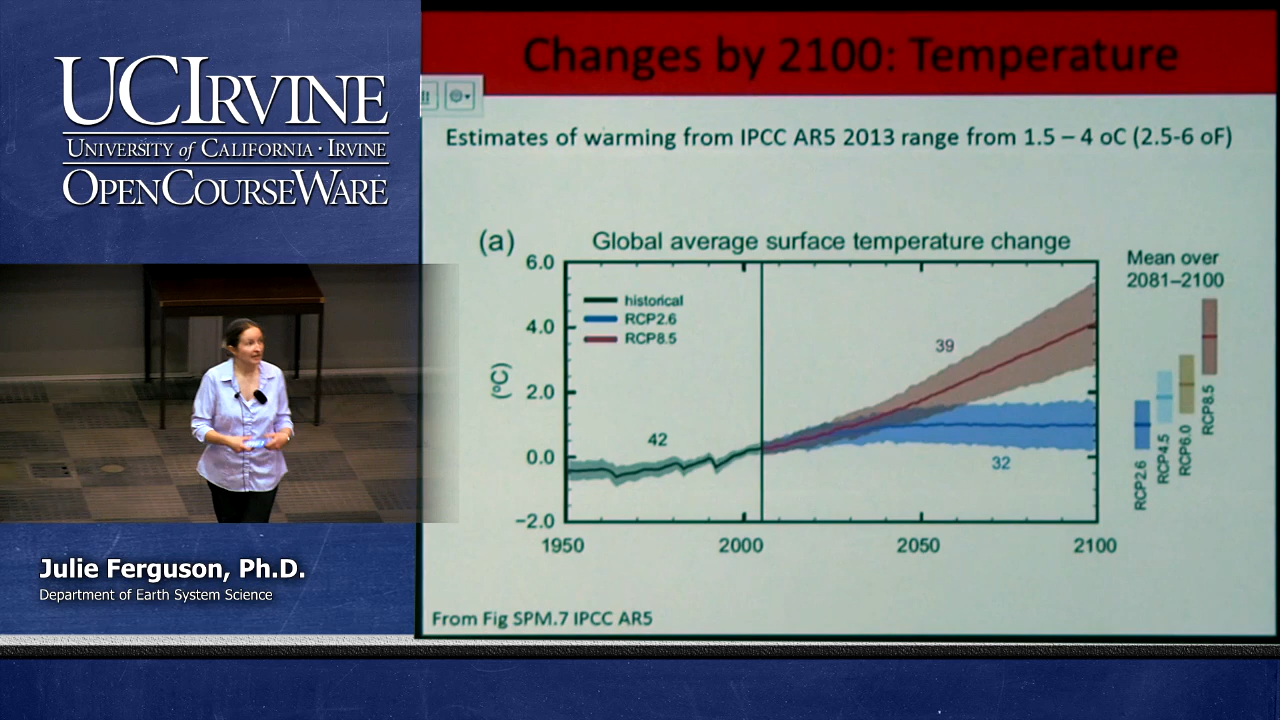 UCIRVINE
UNIVERSITY of CALIFORNIA · IRVINE
OPENCOURSEWARE
Julie Ferguson, Ph.D.
Department of Earth System Science
Changes by 2100: Temperature
Estimates of warming from IPCC AR5 2013 range from 1.5 – 4 oC (2.5-6 oF)
(a)
Global average surface temperature change
Mean over
2081–2100
(ºC)
6.0
4.0
2.0
0.0
−2.0
historical
RCP2.6
RCP8.5
42
39
32
1950
2000
2050
2100
RCP2.6
RCP4.5
RCP6.0
RCP8.5
From Fig SPM.7 IPCC AR5